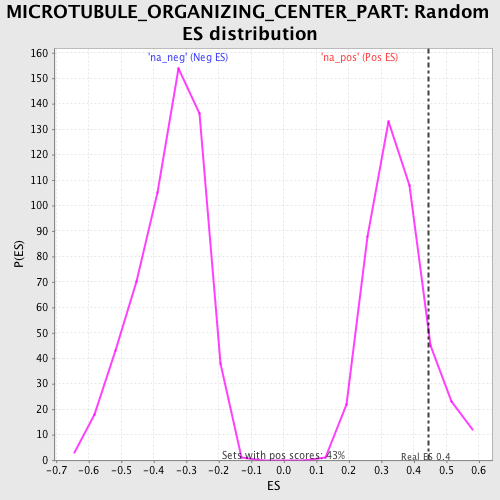 MICROTUBULE_ORGANIZING_CENTER_PART: Random
ES distribution
'na_neg' (Neg ES)
'na_pos' (Pos ES)
160
150
140
130
120
110
100
90
80
70
60
50
40
30
20
10
0
P(ES)
Sets with pos scores: 43%
Real ES 0.4
-0.7 -0.6 -0.5 -0.4 -0.3 -0.2 -0.1 0.0 0.1 0.2 0.3 0.4 0.5 0.6
ES